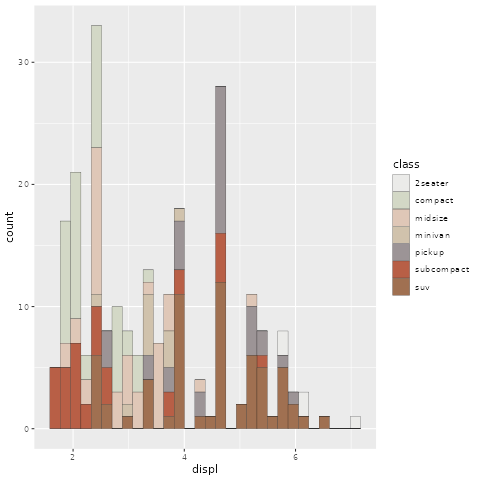 30
20
10
0
count
2
4
6
displ
class
2seater
compact
midsize
minivan
pickup
subcompact
suv